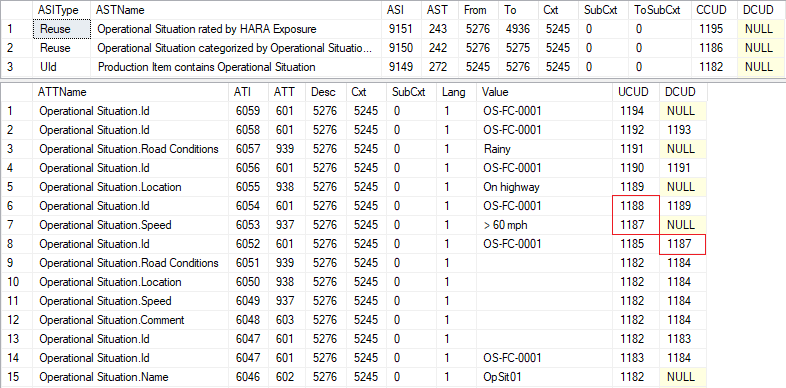 ASIType ASTName ASI AST From To Cxt SubCxt ToSubCxt CCUD DCUD
1 Reuse Operational Situation rated by HARA Exposure 9151 243 5276 4936 5245 0 0 1195 NULL
2 Reuse Operational Situation categorized by Operational Situatio... 9150 242 5276 5275 5245 0 0 1186 NULL
3 UId Production Item contains Operational Situation 9149 272 5245 5276 5245 0 0 1182 NULL
ATTName ATI ATT Desc Cxt SubCxt Lang Value UCUD DCUD
1 Operational Situation.Id 6059 601 5276 5245 0 1 OS-FC-0001 1194 NULL
2 Operational Situation.Id 6058 601 5276 5245 0 1 OS-FC-0001 1192 1193
3 Operational Situation.Road Conditions 6057 939 5276 5245 0 1 Rainy 1191 NULL
4 Operational Situation.Id 6056 601 5276 5245 0 1 OS-FC-0001 1190 1191
5 Operational Situation.Location 6055 938 5276 5245 0 1 On highway 1189 NULL
6 Operational Situation.Id 6054 601 5276 5245 0 1 OS-FC-0001 1188 1189
7 Operational Situation.Speed 6053 937 5276 5245 0 1 > 60 mph 1187 NULL
8 Operational Situation.Id 6052 601 5276 5245 0 1 OS-FC-0001 1185 1187
9 Operational Situation.Road Conditions 6051 939 5276 5245 0 1 1182 1184
10 Operational Situation.Location 6050 938 5276 5245 0 1 1182 1184
11 Operational Situation.Speed 6049 937 5276 5245 0 1 1182 1184
12 Operational Situation.Comment 6048 603 5276 5245 0 1 1182 1184
13 Operational Situation.Id 6047 601 5276 5245 0 1 1182 1183
14 Operational Situation.Id 6047 601 5276 5245 0 1 OS-FC-0001 1183 1184
15 Operational Situation.Name 6046 602 5276 5245 0 1 OpSit01 1182 NULL